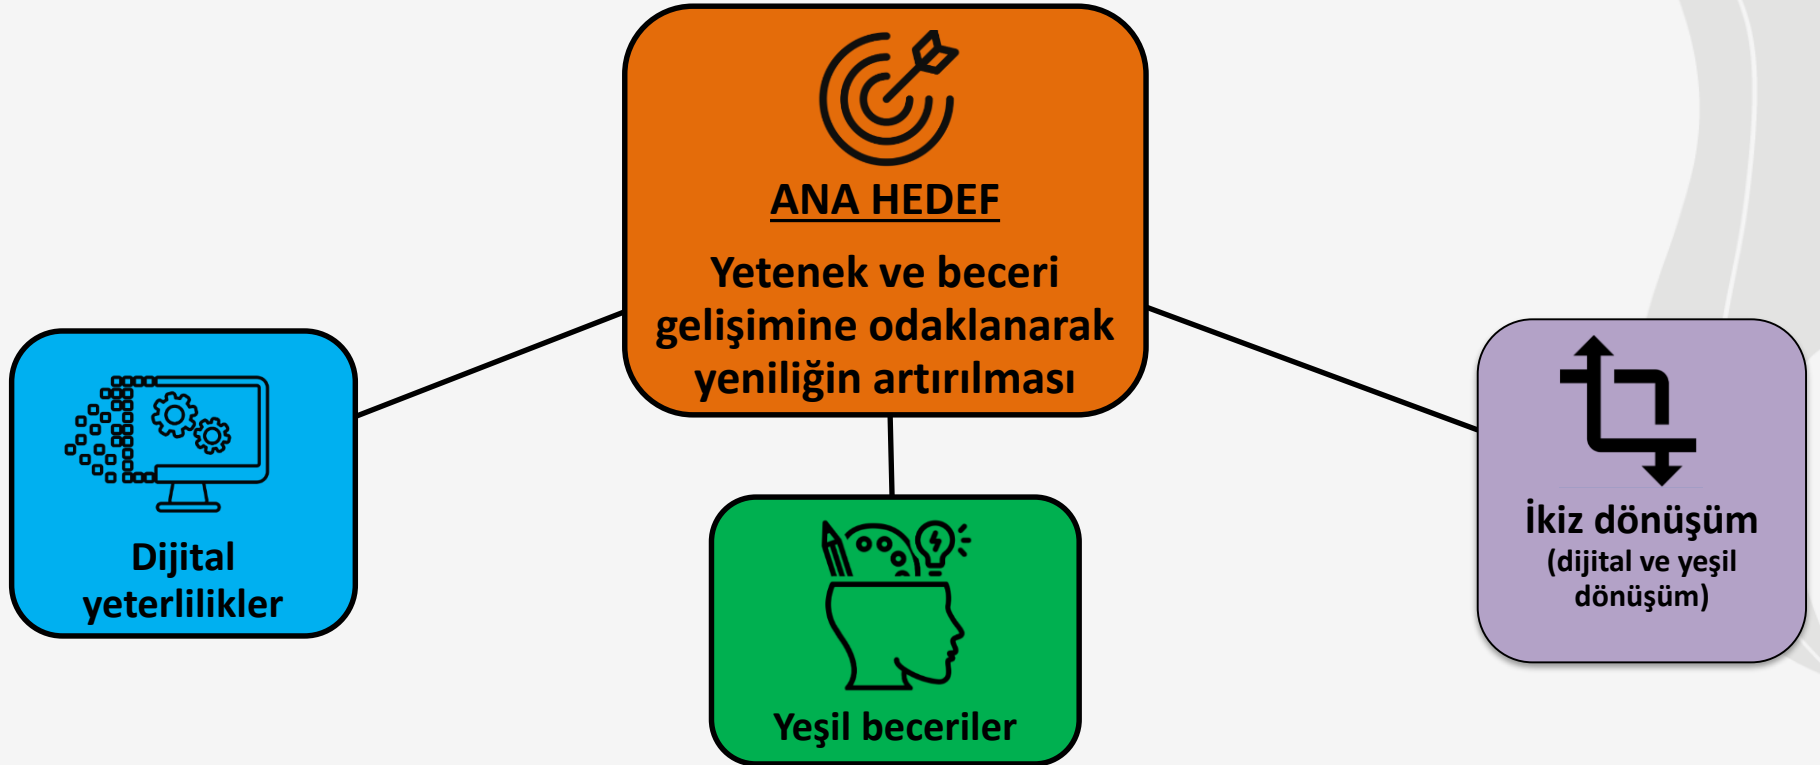 ANA HEDEF
Yetenek ve beceri
gelişimine odaklanarak
yeniliğin artırılması
Dijital
yeterlilikler
Yeşil beceriler
İkiz dönüşüm
(dijital ve yeşil
dönüşüm)